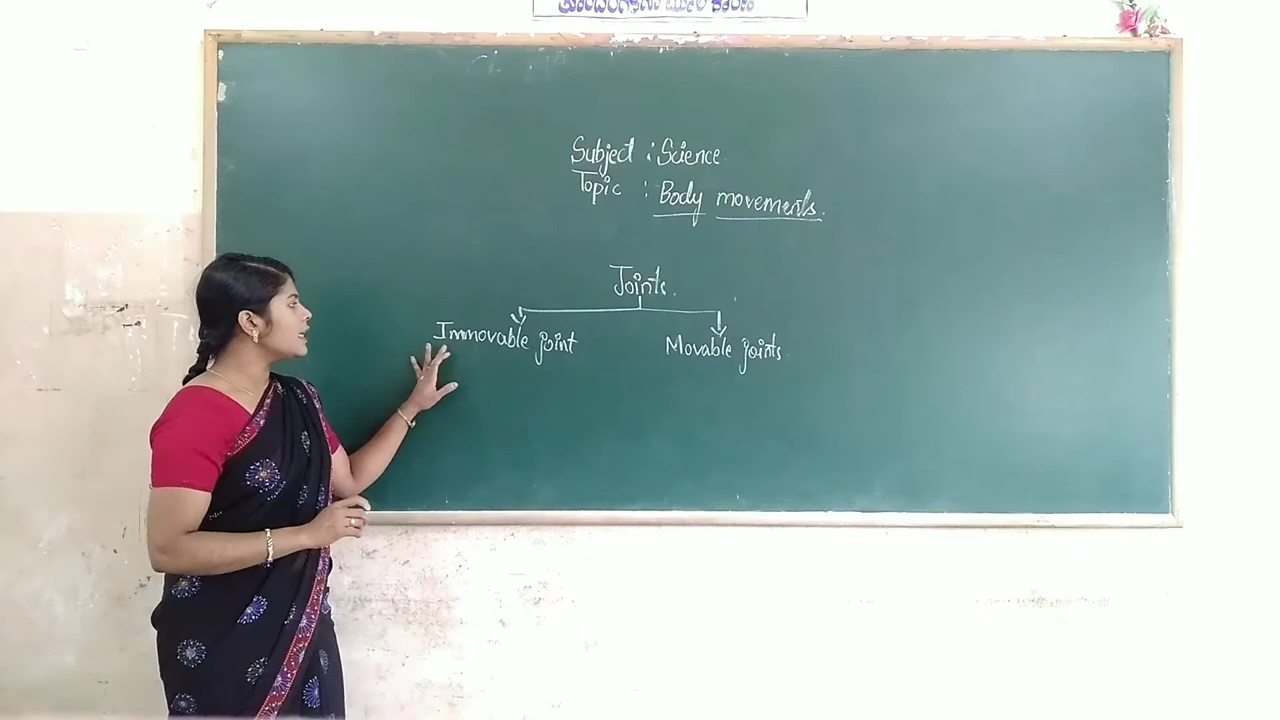 Subject : Science
Topic : Body movements.
Joints.
Immovable joint Movable joints.